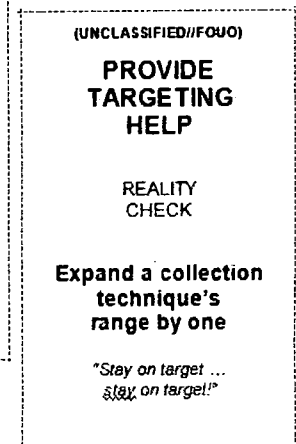 (UNCLASSIFIED//FOUO)
PROVIDE
TARGETING
HELP
REALITY
CHECK
Expand a collection
technique's
range by one
"Stay on target ...
stay on target!"